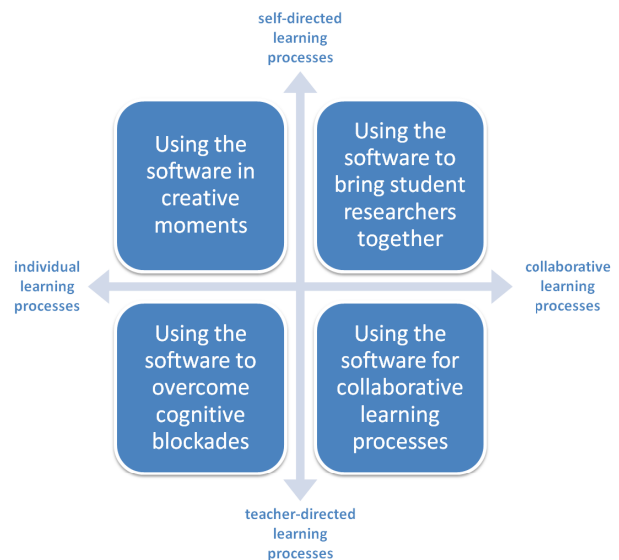 self-directed
learning
processes
Using the
software in
creative
moments
Using the
software to
bring student
researchers
together
individual
learning
processes
collaborative
learning
processes
Using the
software to
overcome
cognitive
blockades
Using the
software for
collaborative
learning
processes
teacher-directed
learning
processes